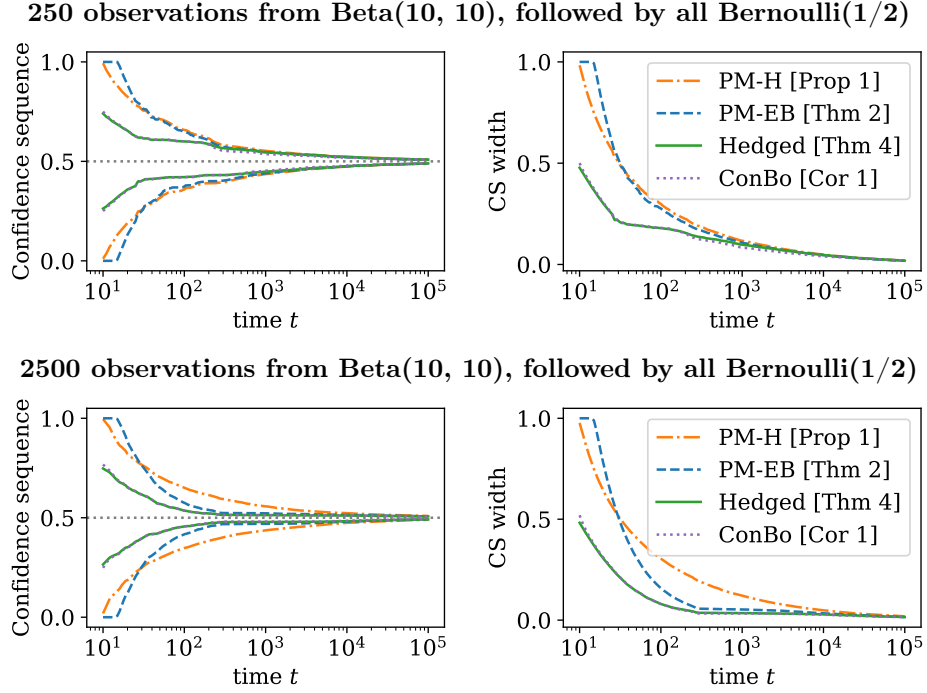 250 observations from Beta(10, 10), followed by all Bernoulli(1/2)
Confidence sequence
1.0
0.5
0.0
10^1
10^2
10^3
10^4
10^5
time t
CS width
1.0
0.5
0.0
PM-H [Prop 1]
PM-EB [Thm 2]
Hedged [Thm 4]
ConBo [Cor 1]
10^1
10^2
10^3
10^4
10^5
time t
2500 observations from Beta(10, 10), followed by all Bernoulli(1/2)
Confidence sequence
1.0
0.5
0.0
10^1
10^2
10^3
10^4
10^5
time t
CS width
1.0
0.5
0.0
PM-H [Prop 1]
PM-EB [Thm 2]
Hedged [Thm 4]
ConBo [Cor 1]
10^1
10^2
10^3
10^4
10^5
time t